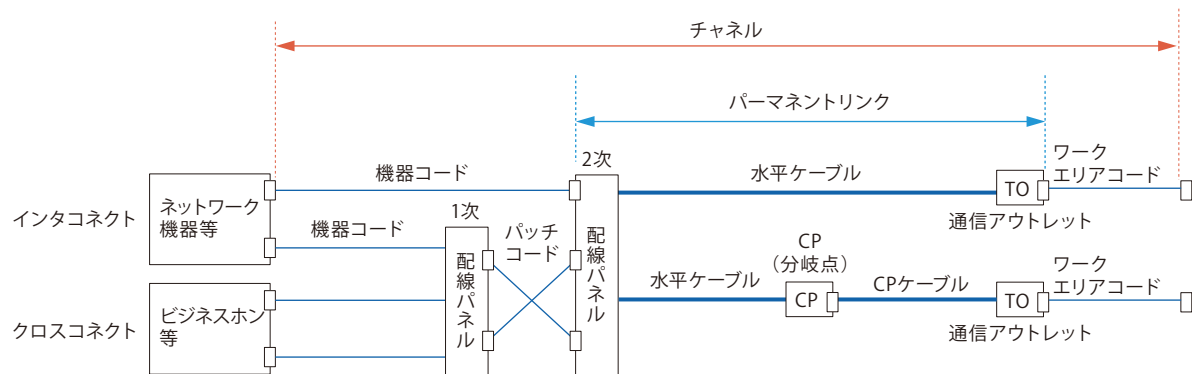 チャネル
パーマネントリンク
機器コード
2次
水平ケーブル
ワーク
エリアコード
インタコネクト
ネットワーク
機器等
TO
通信アウトレット
機器コード
1次
パッチ
コード
配線パネル
配線パネル
CP
（分岐点）
水平ケーブル
CP
CPケーブル
TO
ワーク
エリアコード
通信アウトレット
クロスコネクト
ビジネスホン
等